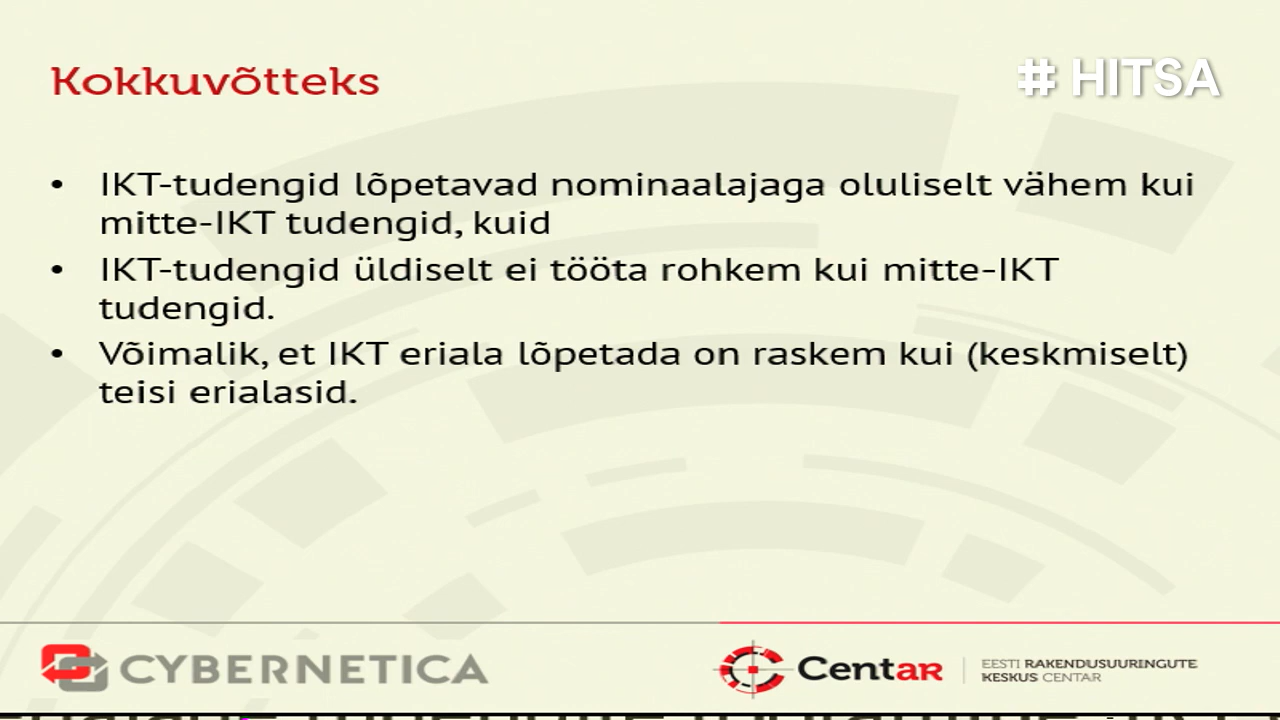 Kokkuvõtteks
# HITSA
• IKT-tudengid lõpetavad nominaalajaga oluliselt vähem kui
mitte-IKT tudengid, kuid
• IKT-tudengid üldiselt ei tööta rohkem kui mitte-IKT
tudengid.
• Võimalik, et IKT eriala lõpetada on raskem kui (keskmiselt)
teisi erialasid.
CYBERNETICA
Centar
EESTI RAKENDUSUURINGUTE
KESKUS CENTAR